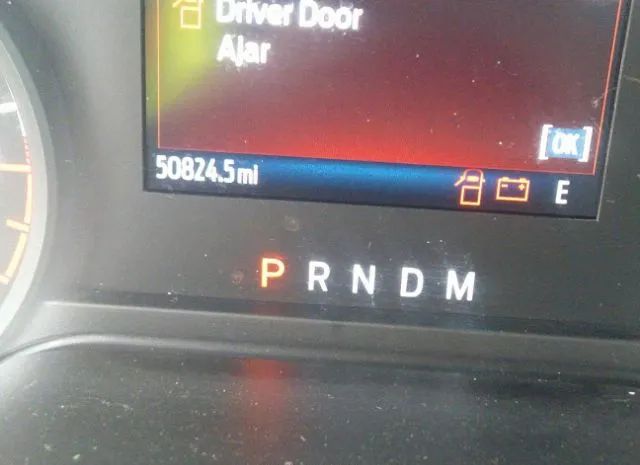 Driver Door
Ajar
[OK]
50824.5mi
E
P R N D M